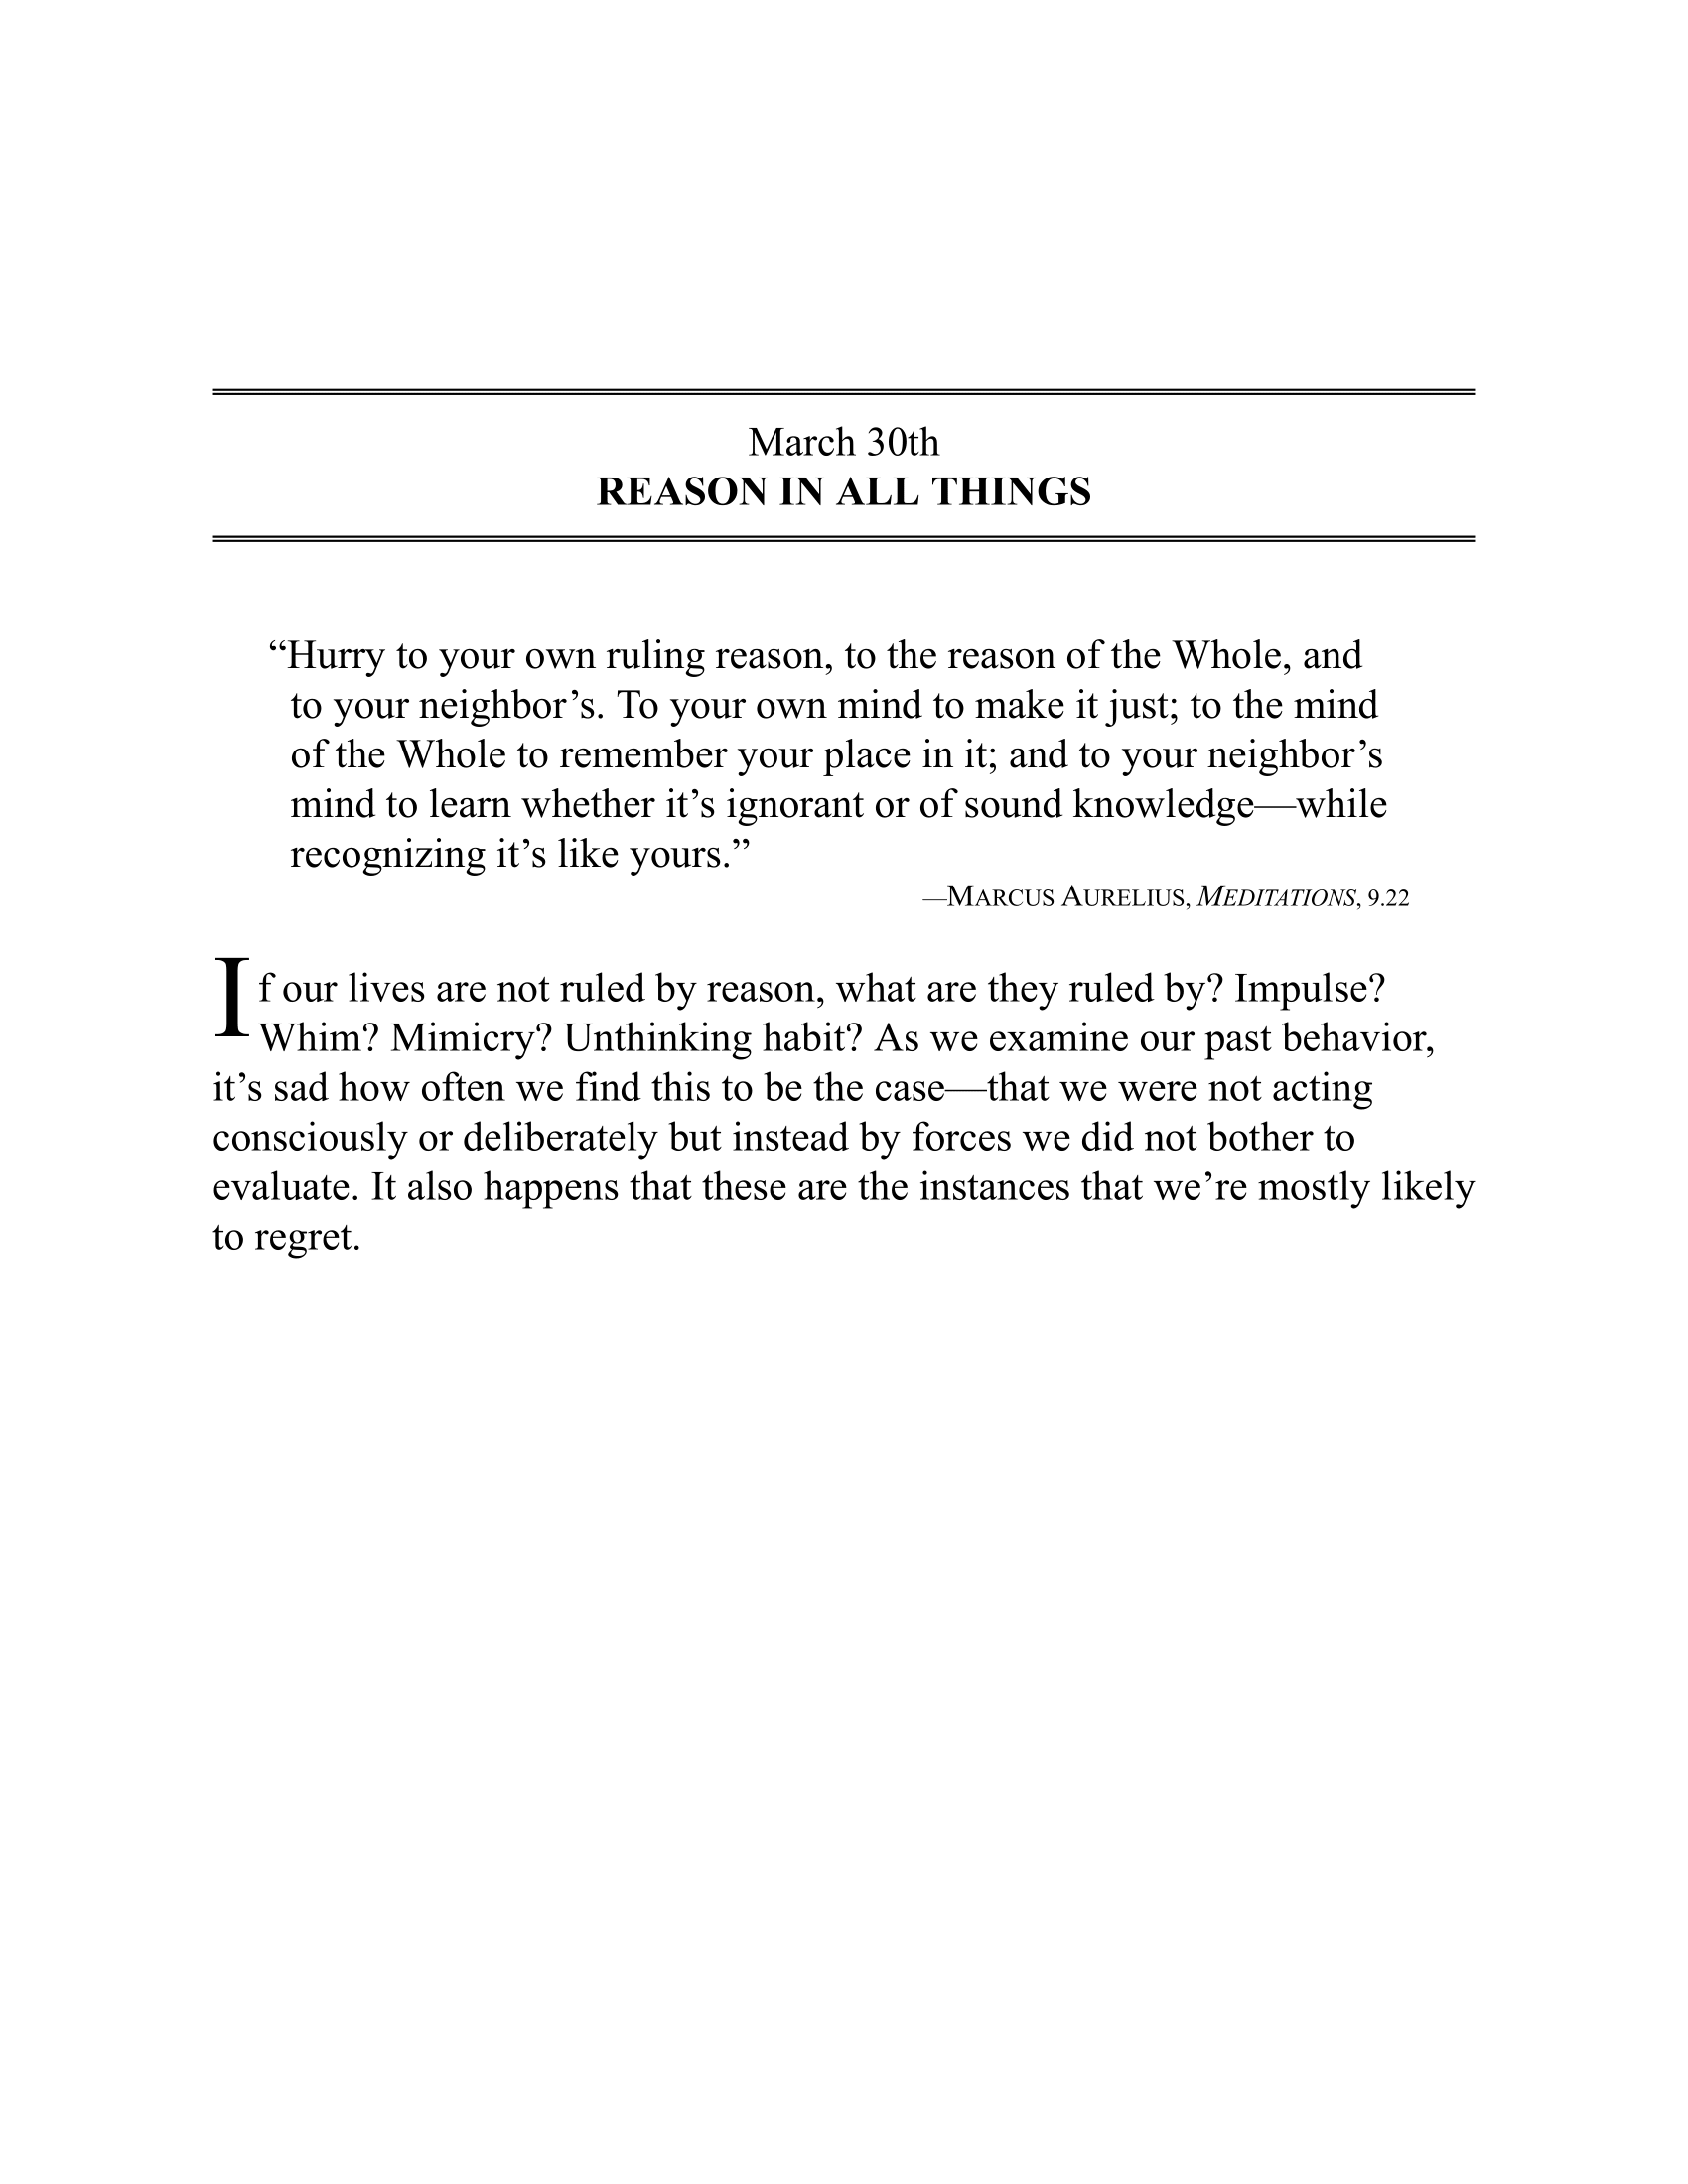 March 30th
REASON IN ALL THINGS
“Hurry to your own ruling reason, to the reason of the Whole, and
to your neighbor’s. To your own mind to make it just; to the mind
of the Whole to remember your place in it; and to your neighbor’s
mind to learn whether it’s ignorant or of sound knowledge—while
recognizing it’s like yours.”
—MARCUS AURELIUS, MEDITATIONS, 9.22
If our lives are not ruled by reason, what are they ruled by? Impulse?
Whim? Mimicry? Unthinking habit? As we examine our past behavior,
it’s sad how often we find this to be the case—that we were not acting
consciously or deliberately but instead by forces we did not bother to
evaluate. It also happens that these are the instances that we’re mostly likely
to regret.